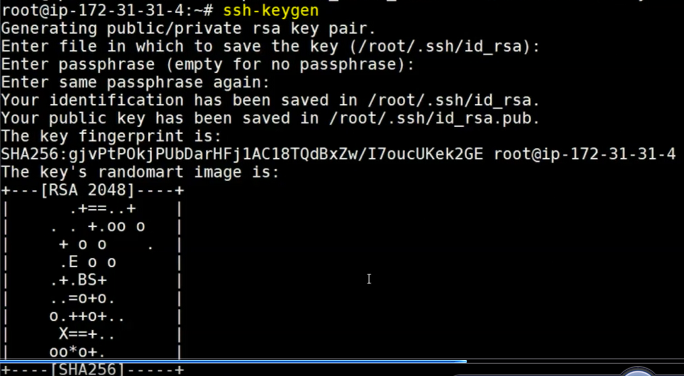 root@ip-172-31-31-4:~# ssh-keygen
Generating public/private rsa key pair.
Enter file in which to save the key (/root/.ssh/id_rsa):
Enter passphrase (empty for no passphrase):
Enter same passphrase again:
Your identification has been saved in /root/.ssh/id_rsa.
Your public key has been saved in /root/.ssh/id_rsa.pub.
The key fingerprint is:
SHA256:gjvPtPOkjPUbDarHFj1AC18TQdBxZw/I7oucUKek2GE root@ip-172-31-31-4
The key's randomart image is:
+---[RSA 2048]----+
|      .+==..+    |
|    . . +.oo o   |
|     + o o    .  |
|     .E o o      |
|    .+.BS+       |
|    ..=o+o.      |
|    o.++o+..     |
|     X==+..      |
|    oo*o+.       |
+----[SHA256]-----+